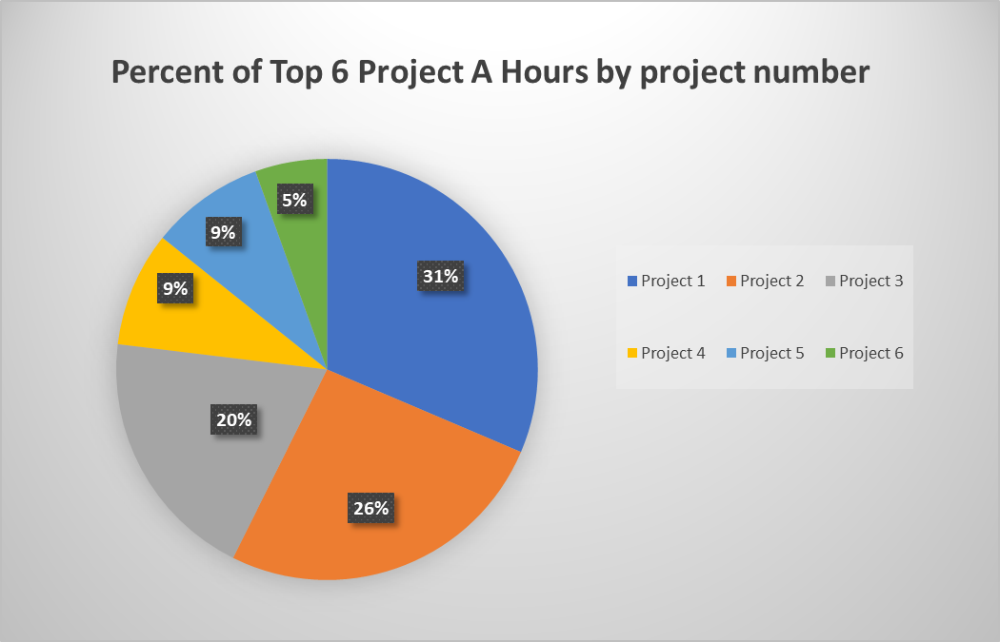 Percent of Top 6 Project A Hours by project number
5%
9%
31%
9%
20%
26%
Project 1 Project 2 Project 3
Project 4 Project 5 Project 6